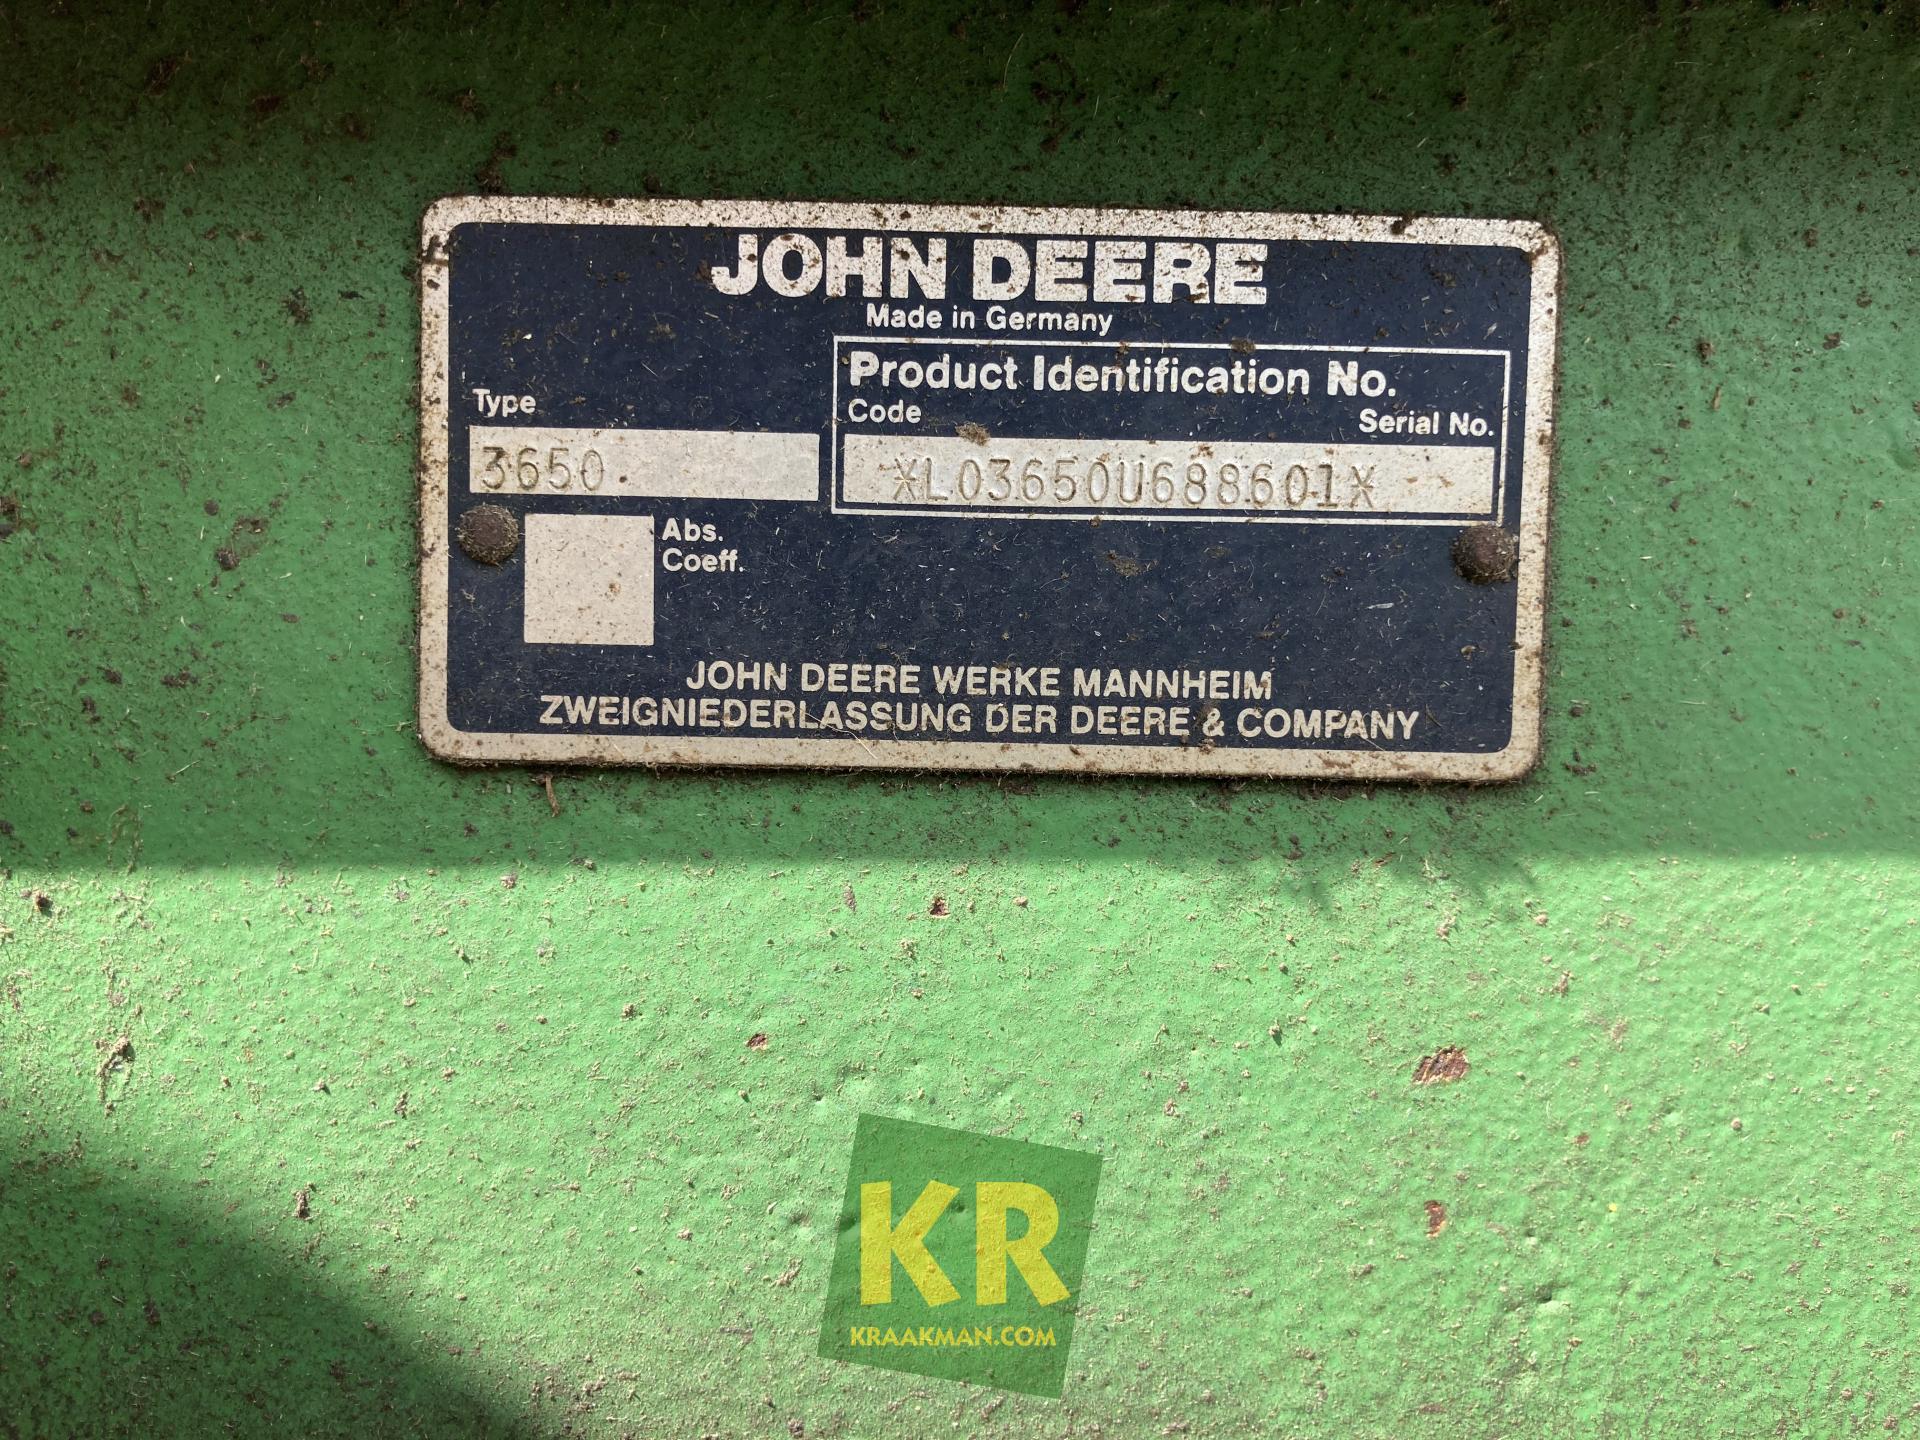 JOHN DEERE
Made in Germany
Product Identification No.
Type
Code
Serial No.
3650
*L03650U688601*
Abs.
Coeff.
JOHN DEERE WERKE MANNHEIM
ZWEIGNIEDERLASSUNG DER DEERE & COMPANY
KR
KRAAKMAN.COM